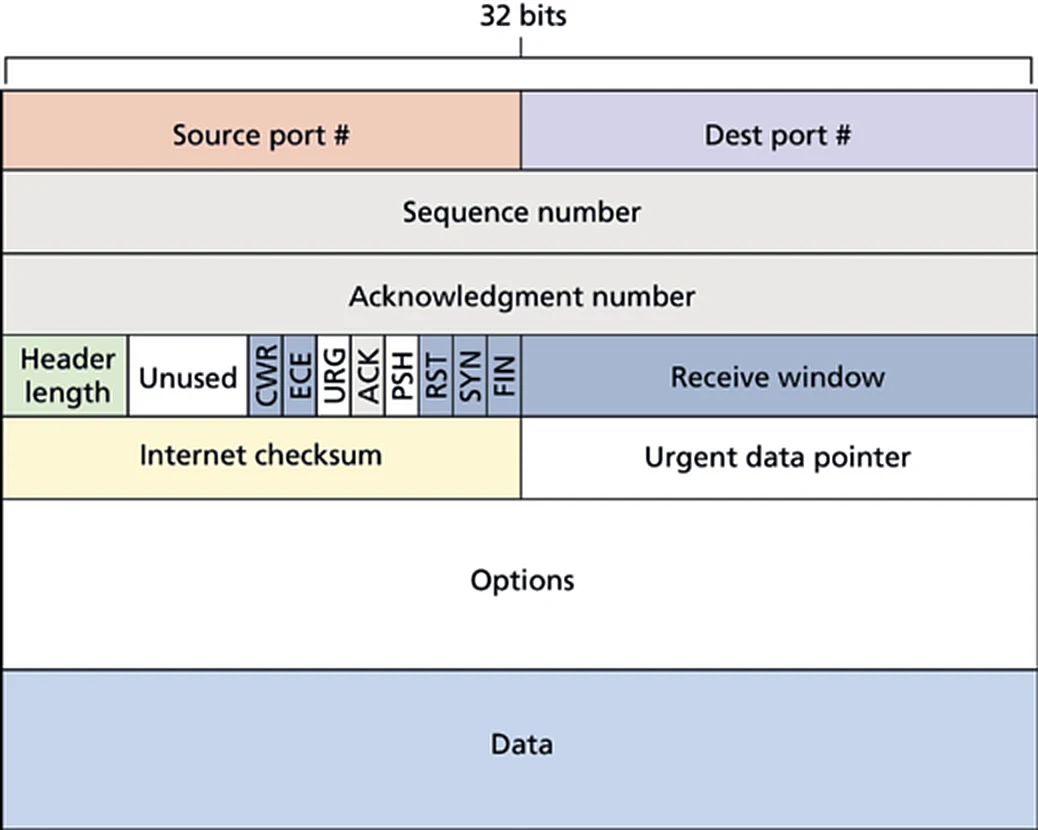 32 bits
Source port #
Dest port #
Sequence number
Acknowledgment number
Header
length
Unused
CWR
ECE
URG
ACK
PSH
RST
SYN
FIN
Receive window
Internet checksum
Urgent data pointer
Options
Data